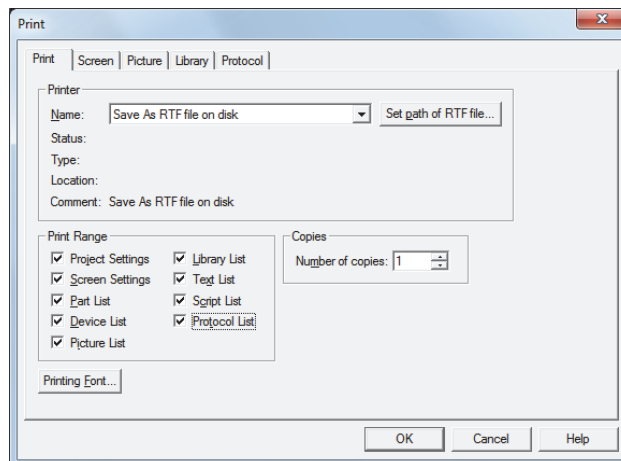 Print
Print Screen Picture Library Protocol
Printer
Name: Save As RTF file on disk Set path of RTF file...
Status:
Type:
Location:
Comment: Save As RTF file on disk
Print Range
Project Settings
Screen Settings
Part List
Device List
Picture List
Library List
Text List
Script List
Protocol List
Copies
Number of copies: 1
Printing Font...
OK Cancel Help